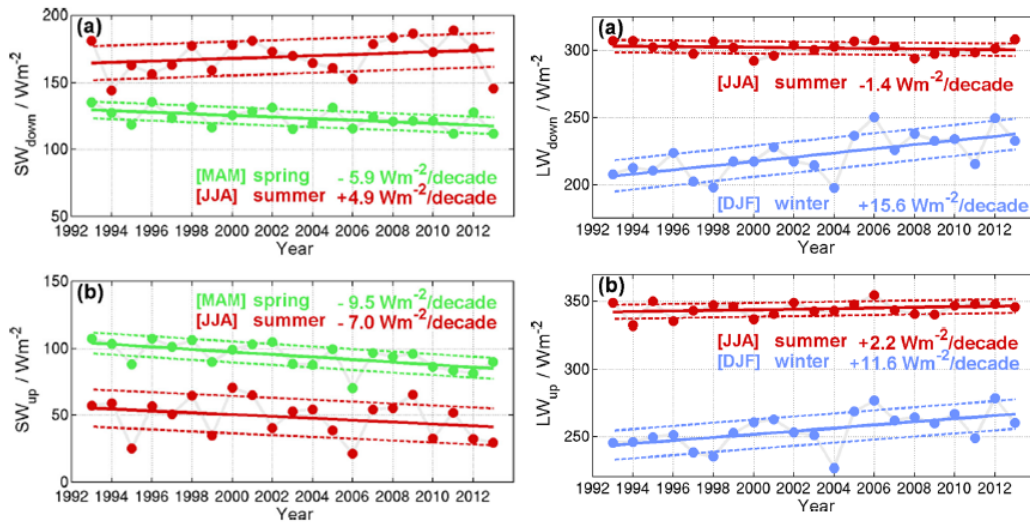 (a)
200
150
100
50
SW_down / Wm^-2
[MAM] spring - 5.9 Wm^-2/decade
[JJA] summer +4.9 Wm^-2/decade
1992 1994 1996 1998 2000 2002 2004 2006 2008 2010 2012
Year
(a)
300
250
200
LW_down / Wm^-2
[JJA] summer -1.4 Wm^-2/decade
[DJF] winter +15.6 Wm^-2/decade
1992 1994 1996 1998 2000 2002 2004 2006 2008 2010 2012
Year
(b)
150
100
50
0
SW_up / Wm^-2
[MAM] spring - 9.5 Wm^-2/decade
[JJA] summer - 7.0 Wm^-2/decade
1992 1994 1996 1998 2000 2002 2004 2006 2008 2010 2012
Year
(b)
350
300
250
LW_up / Wm^-2
[JJA] summer +2.2 Wm^-2/decade
[DJF] winter +11.6 Wm^-2/decade
1992 1994 1996 1998 2000 2002 2004 2006 2008 2010 2012
Year